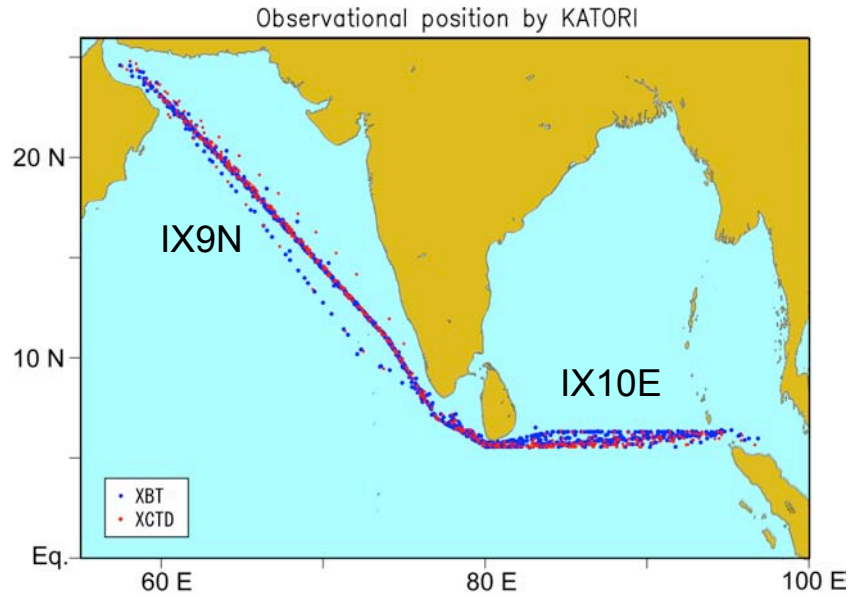 Observational position by KATORI
20 N
IX9N
10 N
IX10E
XBT
XCTD
Eq.
60 E
80 E
100 E